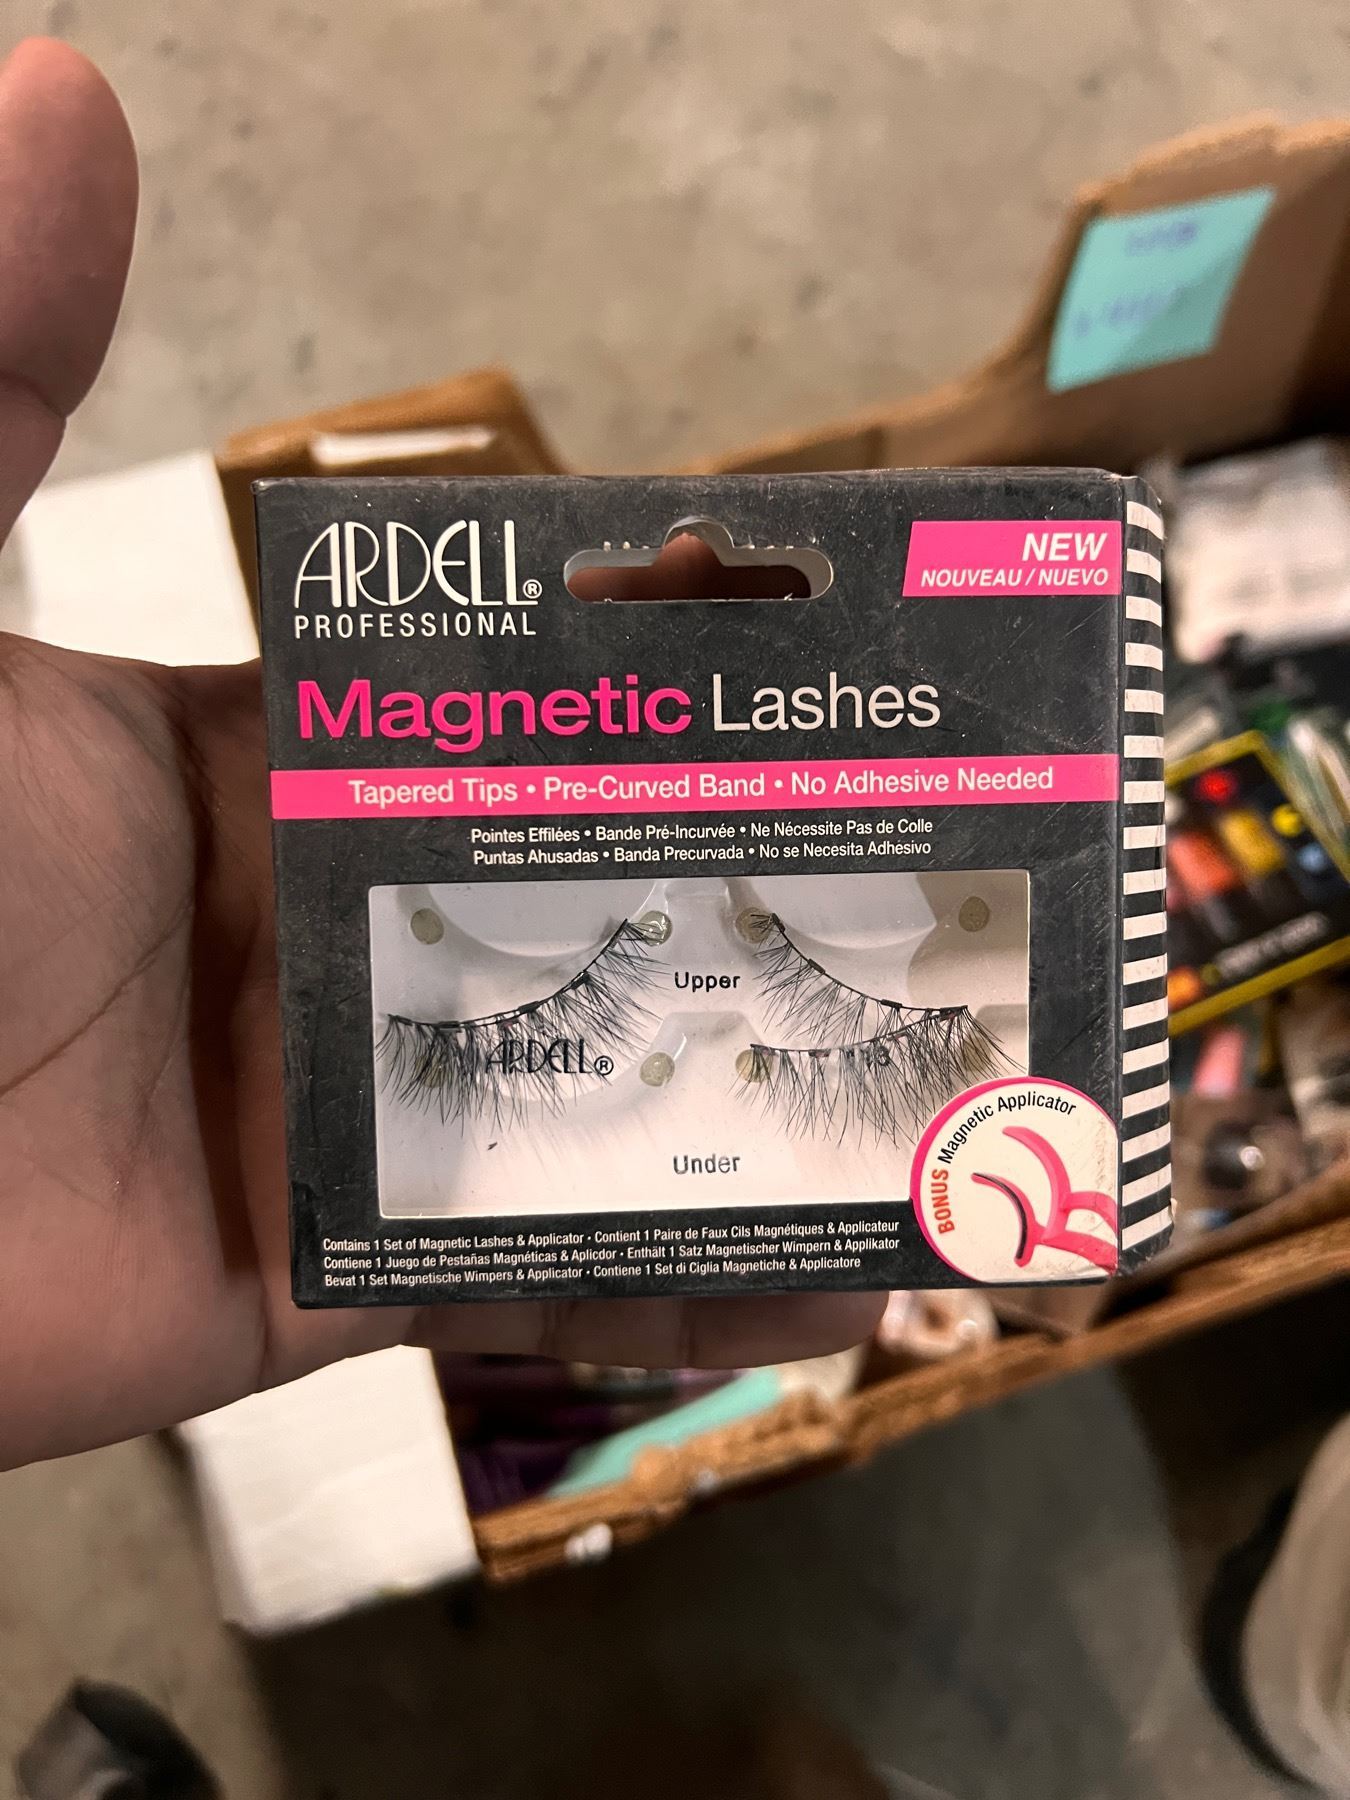 ARDELL®
PROFESSIONAL
NEW
NOUVEAU / NUEVO
Magnetic Lashes
Tapered Tips • Pre-Curved Band • No Adhesive Needed
Pointes Effilées • Bande Pré-Incurvée • Ne Nécessite Pas de Colle
Puntas Ahusadas • Banda Precurvada • No se Necesita Adhesivo
Upper
ARDELL®
Under
BONUS Magnetic Applicator
Contains 1 Set of Magnetic Lashes & Applicator • Contient 1 Paire de Faux Cils Magnétiques & Applicateur
Contiene 1 Juego de Pestañas Magnéticas & Aplicdor • Enthält 1 Satz Magnetischer Wimpern & Applikator
Bevat 1 Set Magnetische Wimpers & Applicator • Contiene 1 Set di Ciglia Magnetiche & Applicatore